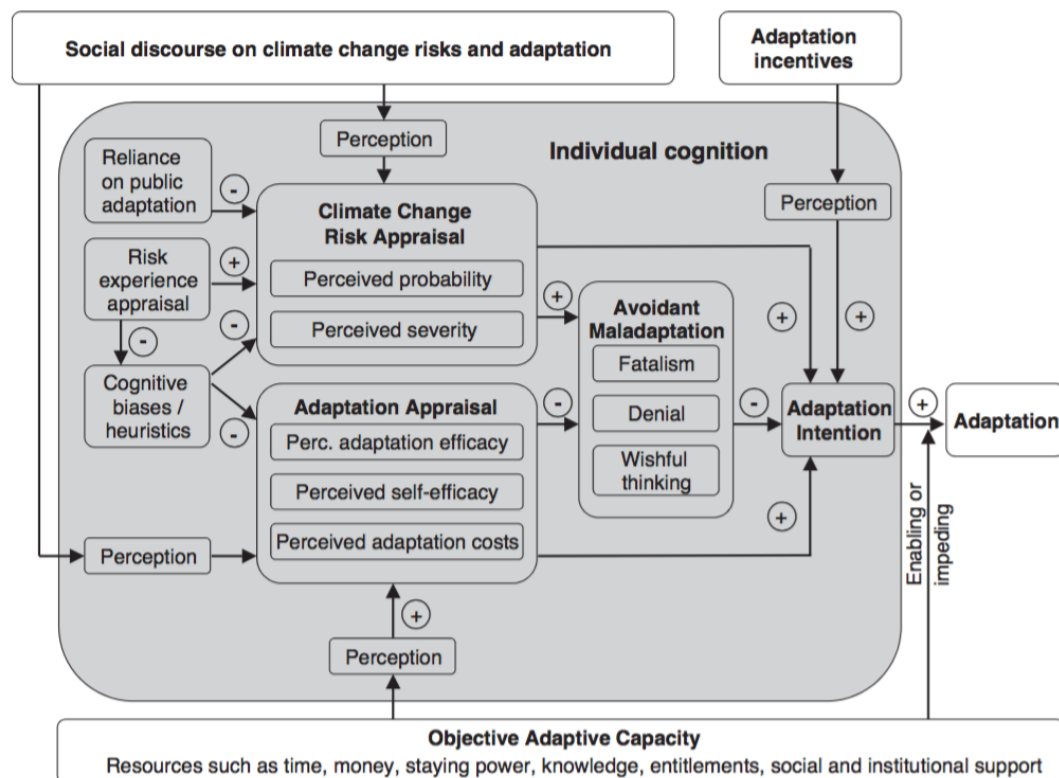 Social discourse on climate change risks and adaptation
Adaptation
incentives
Perception
Individual cognition
Reliance
on public
adaptation
-
Climate Change
Risk Appraisal
Perception
Risk
experience
appraisal
+
Perceived probability
+
Avoidant
Maladaptation
+
+
-
-
Perceived severity
Fatalism
Cognitive
biases /
heuristics
-
Adaptation Appraisal
-
Denial
-
Adaptation
Intention
+
Adaptation
Perc. adaptation efficacy
Perceived self-efficacy
Wishful
thinking
+
Enabling or
impeding
Perception
Perceived adaptation costs
+
Perception
Objective Adaptive Capacity
Resources such as time, money, staying power, knowledge, entitlements, social and institutional support